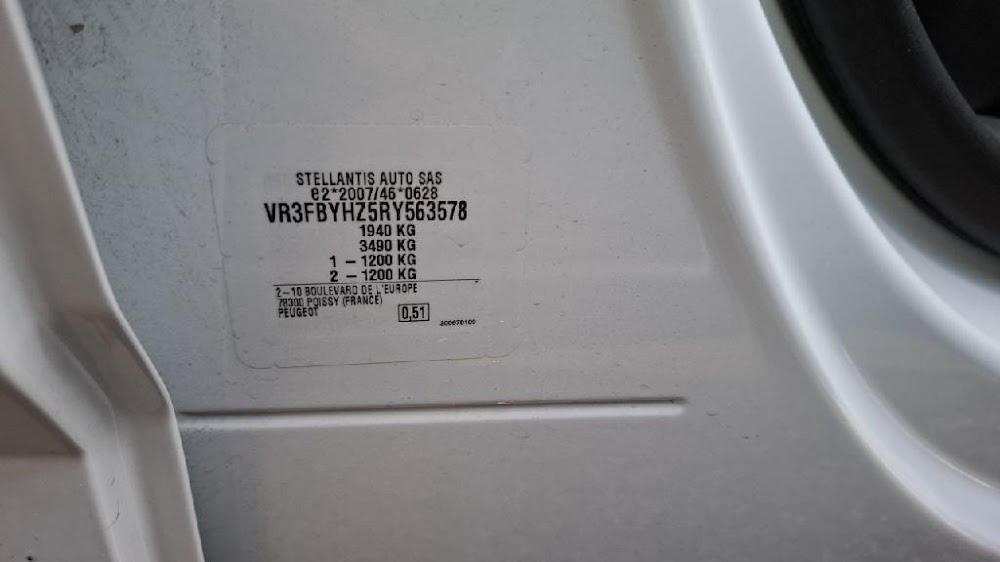 STELLANTIS AUTO SAS
e2*2007/46*0628
VR3FBYHZ5RY563578
1940 KG
3490 KG
1 – 1200 KG
2 – 1200 KG
2–10 BOULEVARD DE L'EUROPE
78300 POISSY (FRANCE)
PEUGEOT
0,51